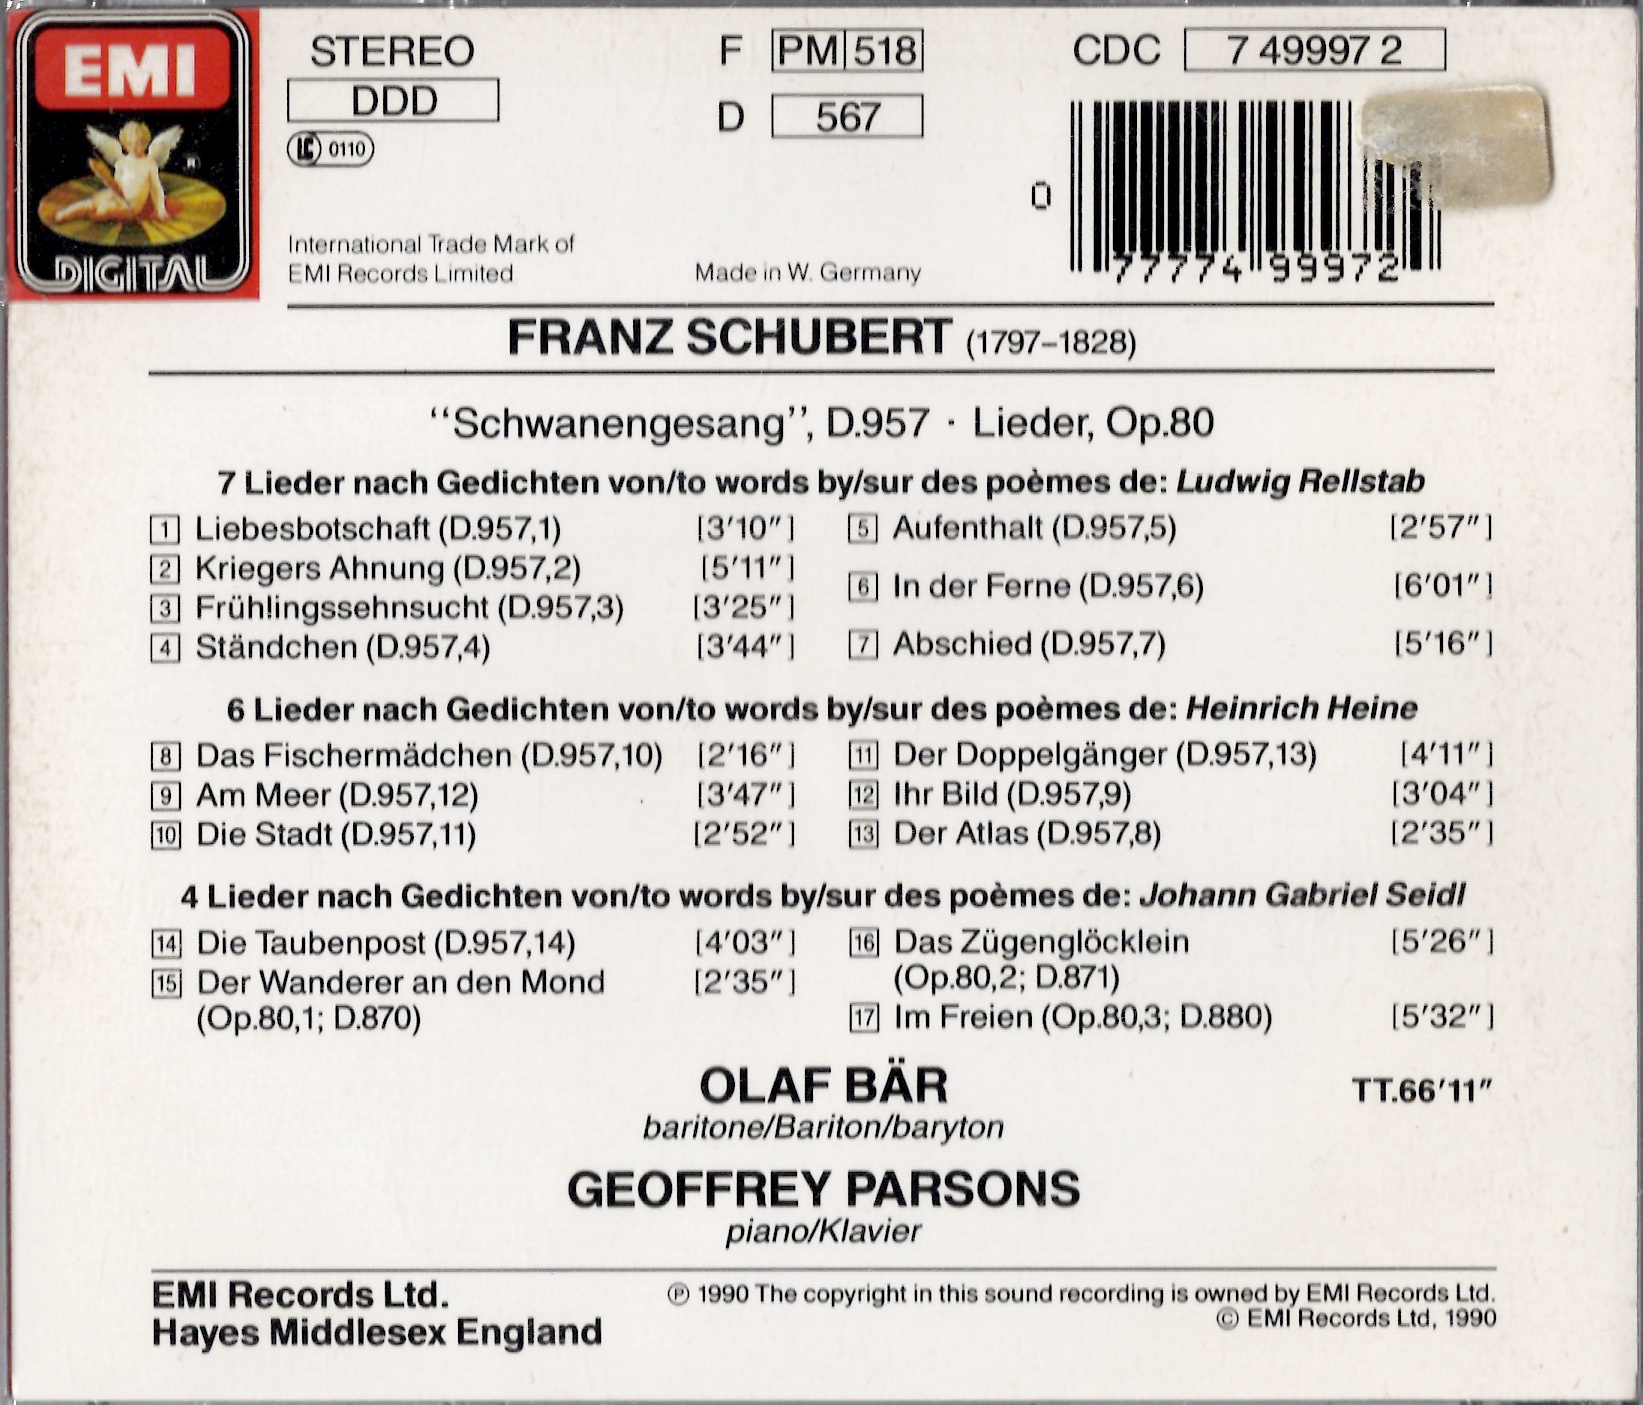 EMI
DIGITAL
STEREO
DDD
LC 0110
International Trade Mark of
EMI Records Limited
F PM 518
D 567
Made in W. Germany
CDC 7 49997 2
0 77774 99972
FRANZ SCHUBERT (1797–1828)
"Schwanengesang", D.957 · Lieder, Op.80
7 Lieder nach Gedichten von/to words by/sur des poèmes de: Ludwig Rellstab
1 Liebesbotschaft (D.957,1) [3′10″]
2 Kriegers Ahnung (D.957,2) [5′11″]
3 Frühlingssehnsucht (D.957,3) [3′25″]
4 Ständchen (D.957,4) [3′44″]
5 Aufenthalt (D.957,5) [2′57″]
6 In der Ferne (D.957,6) [6′01″]
7 Abschied (D.957,7) [5′16″]
6 Lieder nach Gedichten von/to words by/sur des poèmes de: Heinrich Heine
8 Das Fischermädchen (D.957,10) [2′16″]
9 Am Meer (D.957,12) [3′47″]
10 Die Stadt (D.957,11) [2′52″]
11 Der Doppelgänger (D.957,13) [4′11″]
12 Ihr Bild (D.957,9) [3′04″]
13 Der Atlas (D.957,8) [2′35″]
4 Lieder nach Gedichten von/to words by/sur des poèmes de: Johann Gabriel Seidl
14 Die Taubenpost (D.957,14) [4′03″]
15 Der Wanderer an den Mond [2′35″]
(Op.80,1; D.870)
16 Das Zügenglöcklein [5′26″]
(Op.80,2; D.871)
17 Im Freien (Op.80,3; D.880) [5′32″]
OLAF BÄR
baritone/Bariton/baryton
TT.66′11″
GEOFFREY PARSONS
piano/Klavier
EMI Records Ltd.
Hayes Middlesex England
℗ 1990 The copyright in this sound recording is owned by EMI Records Ltd.
© EMI Records Ltd, 1990